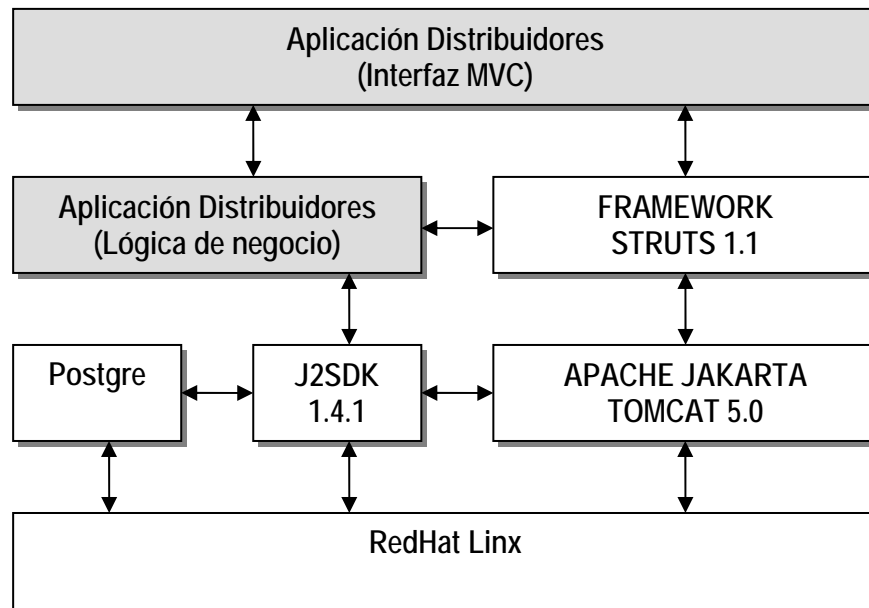 Aplicación Distribuidores
(Interfaz MVC)
Aplicación Distribuidores
(Lógica de negocio)
FRAMEWORK
STRUTS 1.1
Postgre
J2SDK
1.4.1
APACHE JAKARTA
TOMCAT 5.0
RedHat Linx